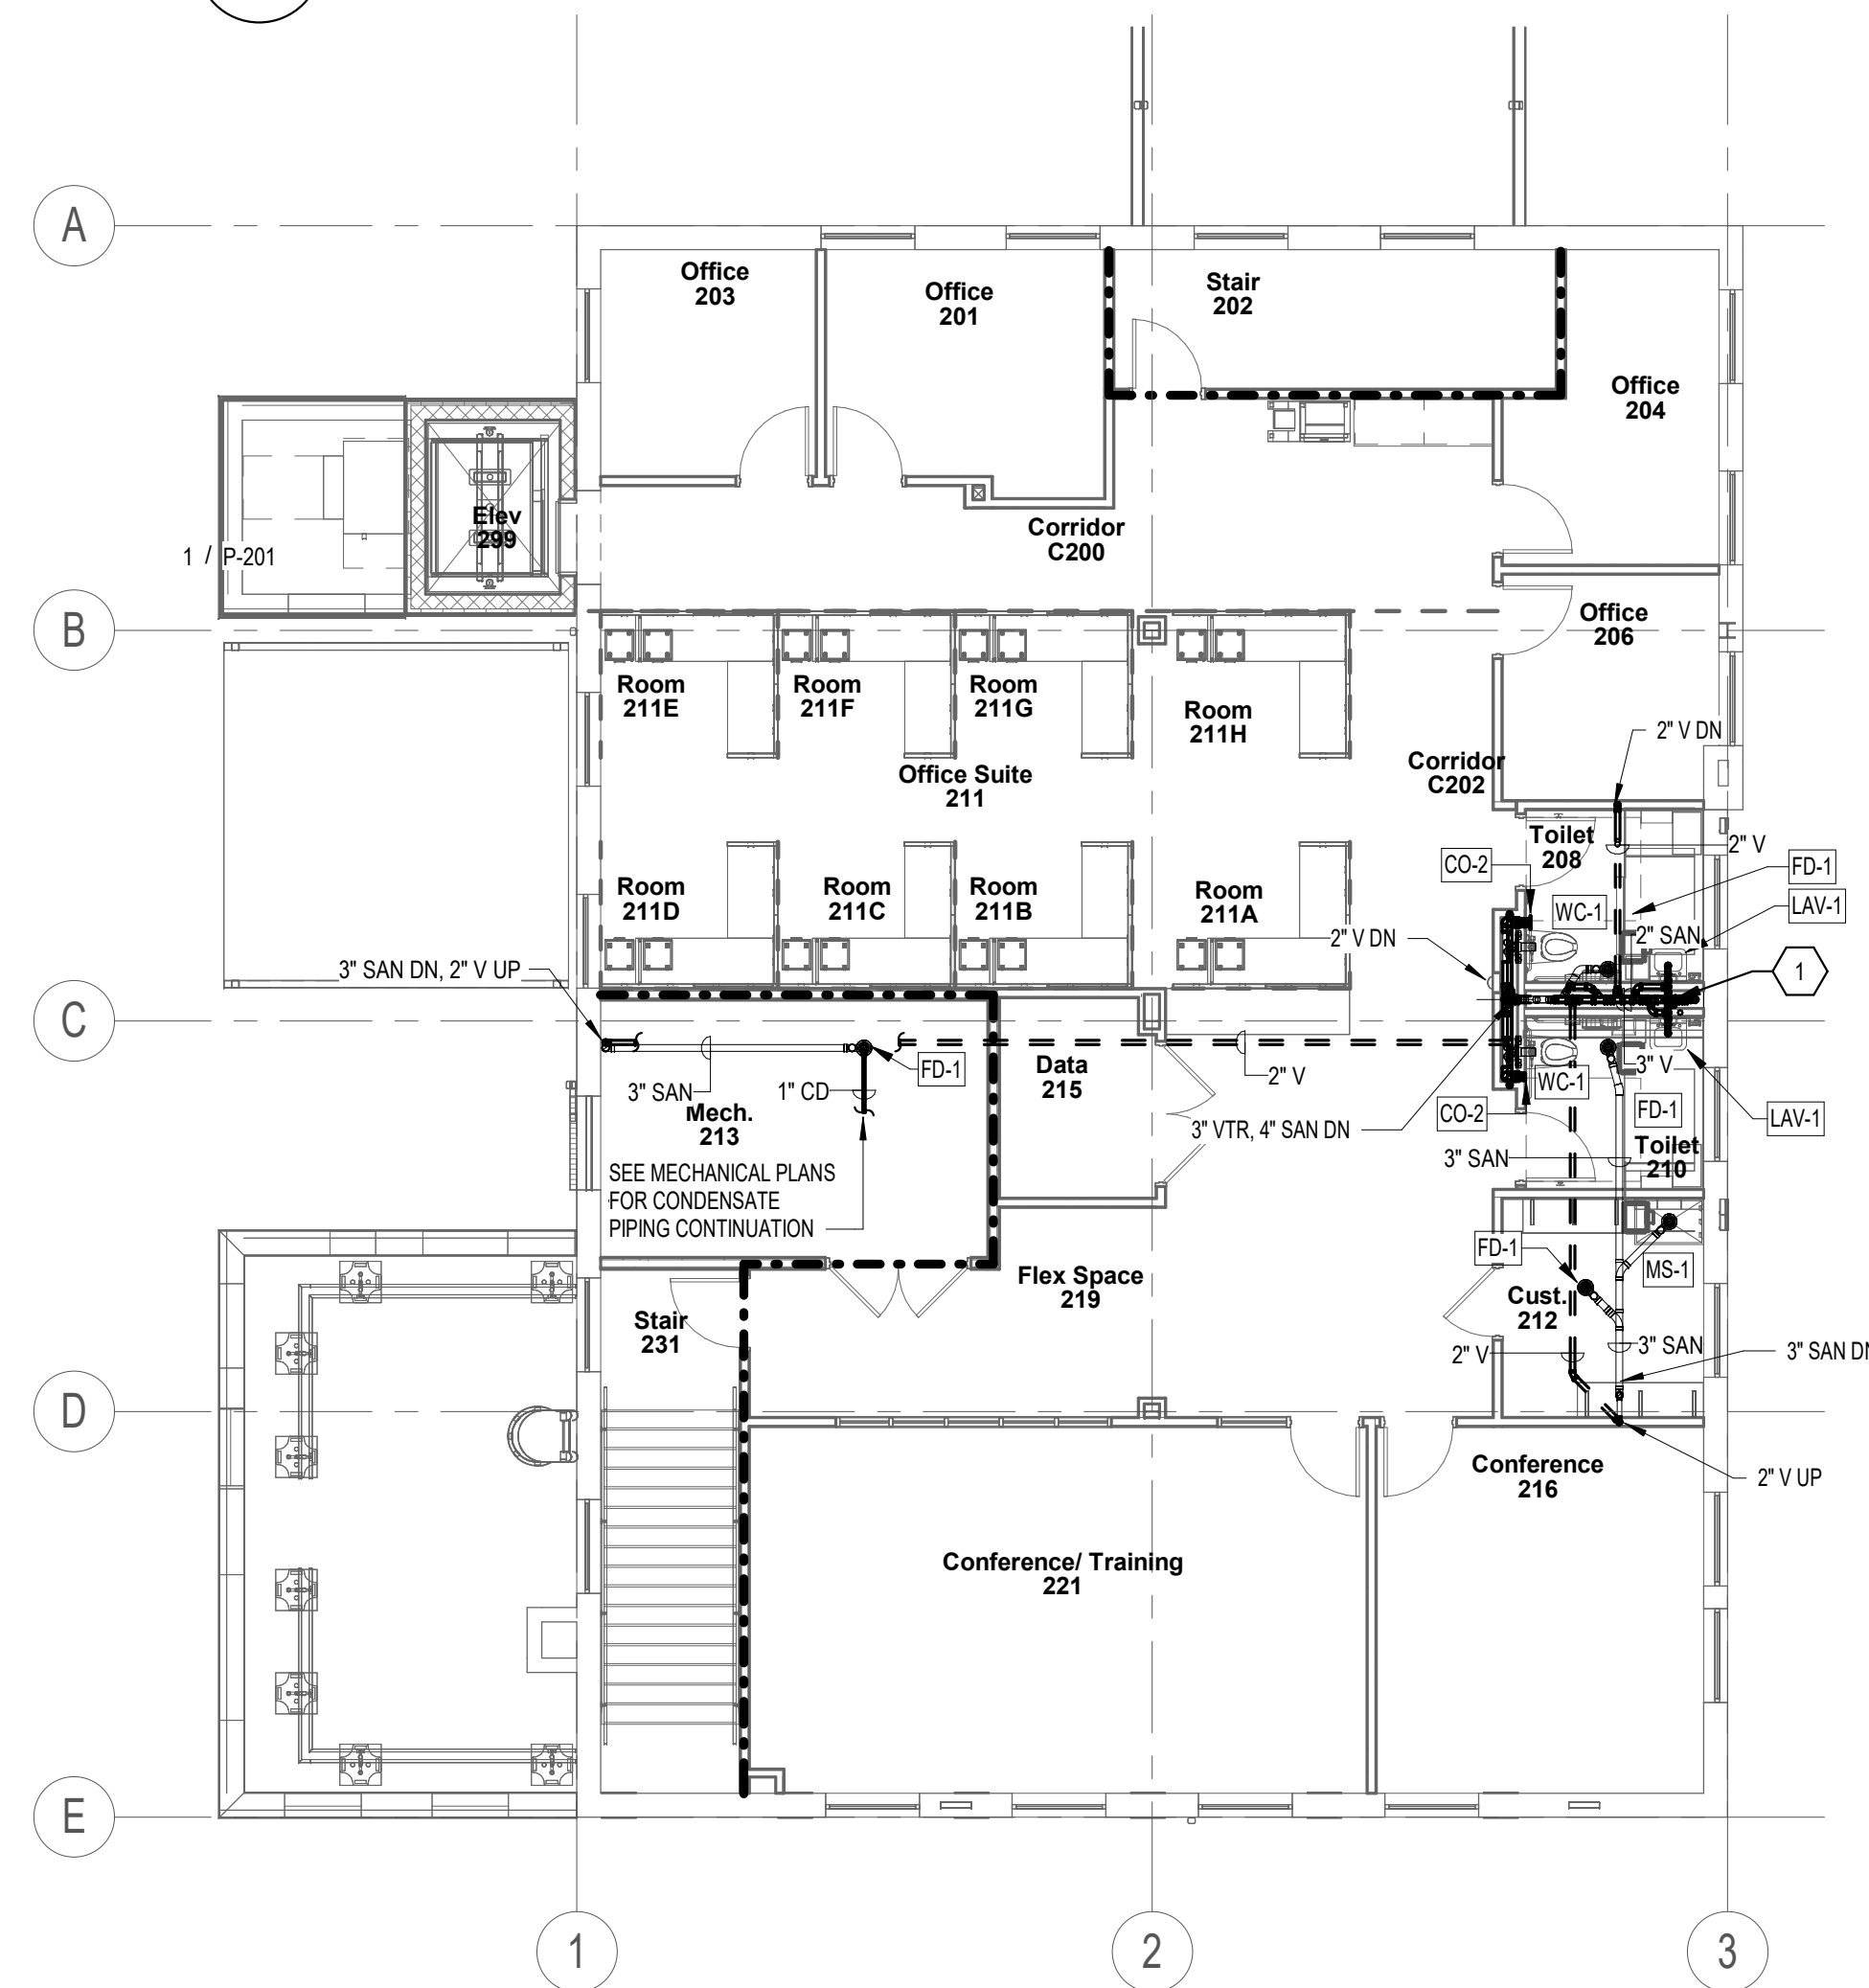 A
Office
203
Office
201
Stair
202
Office
204
Elev
299
1 / P-201
Corridor
C200
B
Office
206
Room
211E
Room
211F
Room
211G
Room
211H
2" V DN
Office Suite
211
Corridor
C202
Toilet
208
2" V
CO-2
FD-1
Room
211D
Room
211C
Room
211B
Room
211A
WC-1
LAV-1
2" V DN
2" SAN
3" SAN DN, 2" V UP
1
C
3" SAN
1" CD
FD-1
Data
215
2" V
3" V
WC-1
Mech.
213
3" VTR, 4" SAN DN
CO-2
FD-1
LAV-1
3" SAN
Toilet
210
SEE MECHANICAL PLANS
FOR CONDENSATE
PIPING CONTINUATION
FD-1
MS-1
Flex Space
219
Cust.
212
Stair
231
2" V
3" SAN
3" SAN DN
D
Conference
216
2" V UP
Conference/ Training
221
E
1
2
3